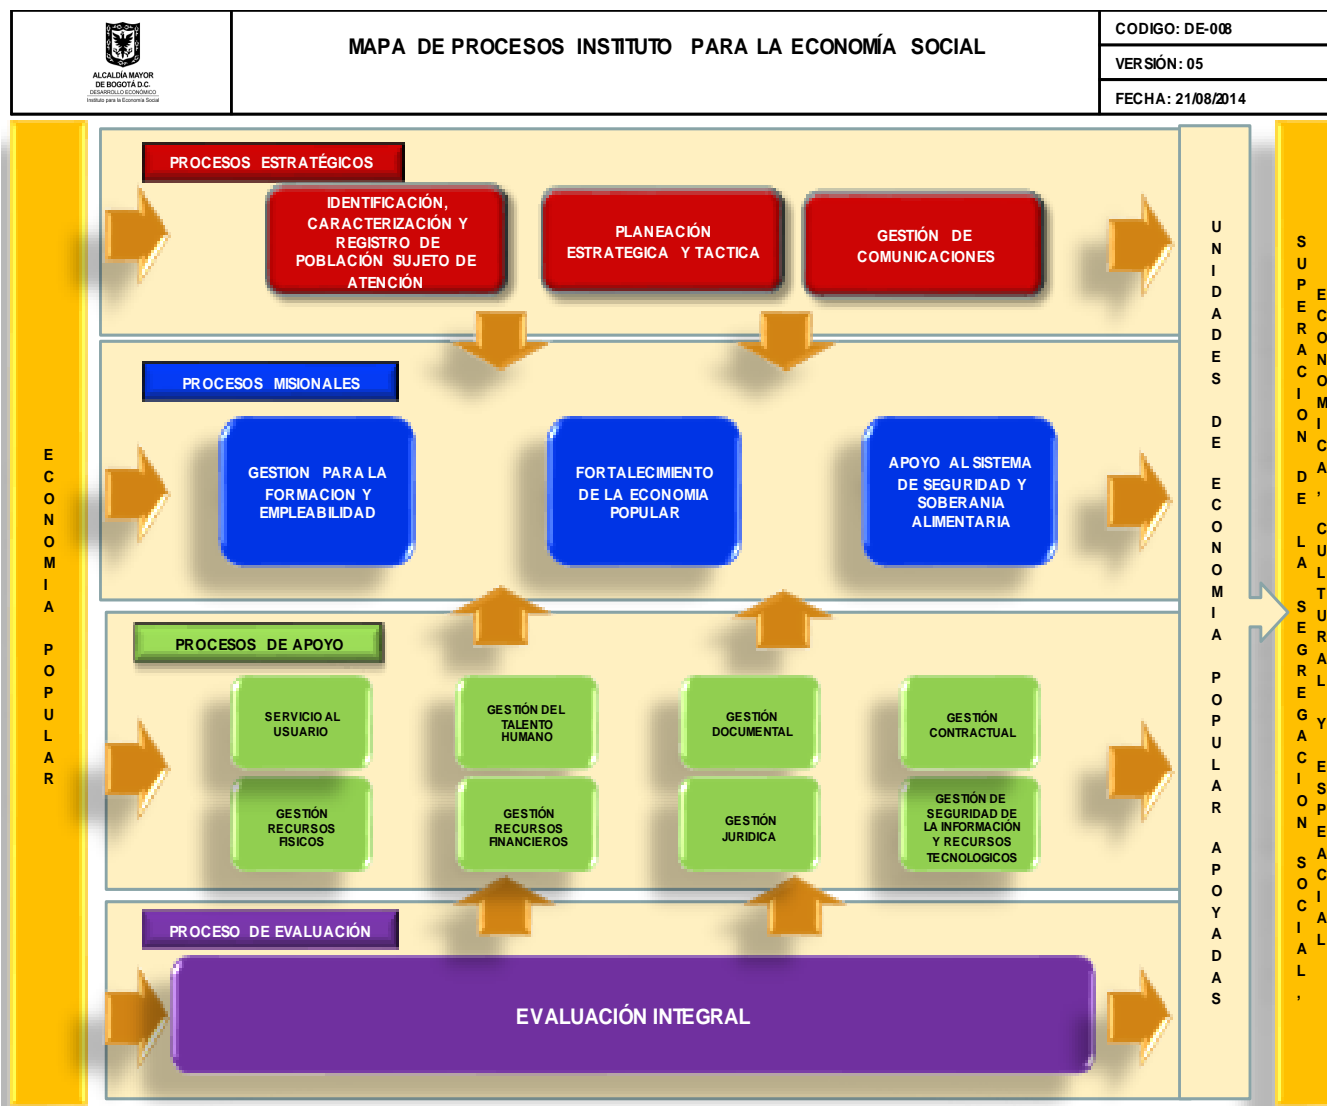 ALCALDÍA MAYOR
DE BOGOTÁ D.C.
DESARROLLO ECONÓMICO
Instituto para la Economía Social
MAPA DE PROCESOS INSTITUTO PARA LA ECONOMÍA SOCIAL
CODIGO: DE-008
VERSIÓN: 05
FECHA: 21/08/2014
ECONOMIA POPULAR
PROCESOS ESTRATÉGICOS
IDENTIFICACIÓN,
CARACTERIZACIÓN Y
REGISTRO DE
POBLACIÓN SUJETO DE
ATENCIÓN
PLANEACIÓN
ESTRATEGICA Y TACTICA
GESTIÓN DE
COMUNICACIONES
PROCESOS MISIONALES
GESTION PARA LA
FORMACION Y
EMPLEABILIDAD
FORTALECIMIENTO
DE LA ECONOMIA
POPULAR
APOYO AL SISTEMA
DE SEGURIDAD Y
SOBERANIA
ALIMENTARIA
PROCESOS DE APOYO
SERVICIO AL
USUARIO
GESTIÓN DEL
TALENTO
HUMANO
GESTIÓN
DOCUMENTAL
GESTIÓN
CONTRACTUAL
GESTIÓN
RECURSOS
FISICOS
GESTIÓN
RECURSOS
FINANCIEROS
GESTIÓN
JURIDICA
GESTIÓN DE
SEGURIDAD DE
LA INFORMACIÓN
Y RECURSOS
TECNOLOGICOS
PROCESO DE EVALUACIÓN
EVALUACIÓN INTEGRAL
UNIDADES DE ECONOMIA POPULAR APOYADAS
SUPERACION DE LA SEGREGACION SOCIAL,
ECONOMICA, CULTURAL Y ESPEACIAL